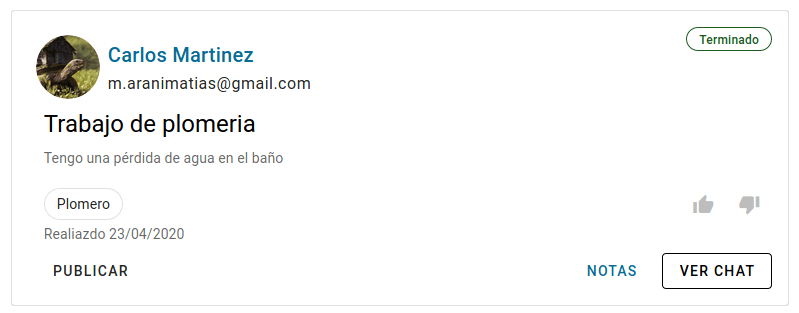 Terminado
Carlos Martinez
m.aranimatias@gmail.com
Trabajo de plomeria
Tengo una pérdida de agua en el baño
Plomero
Realiazdo 23/04/2020
PUBLICAR NOTAS VER CHAT